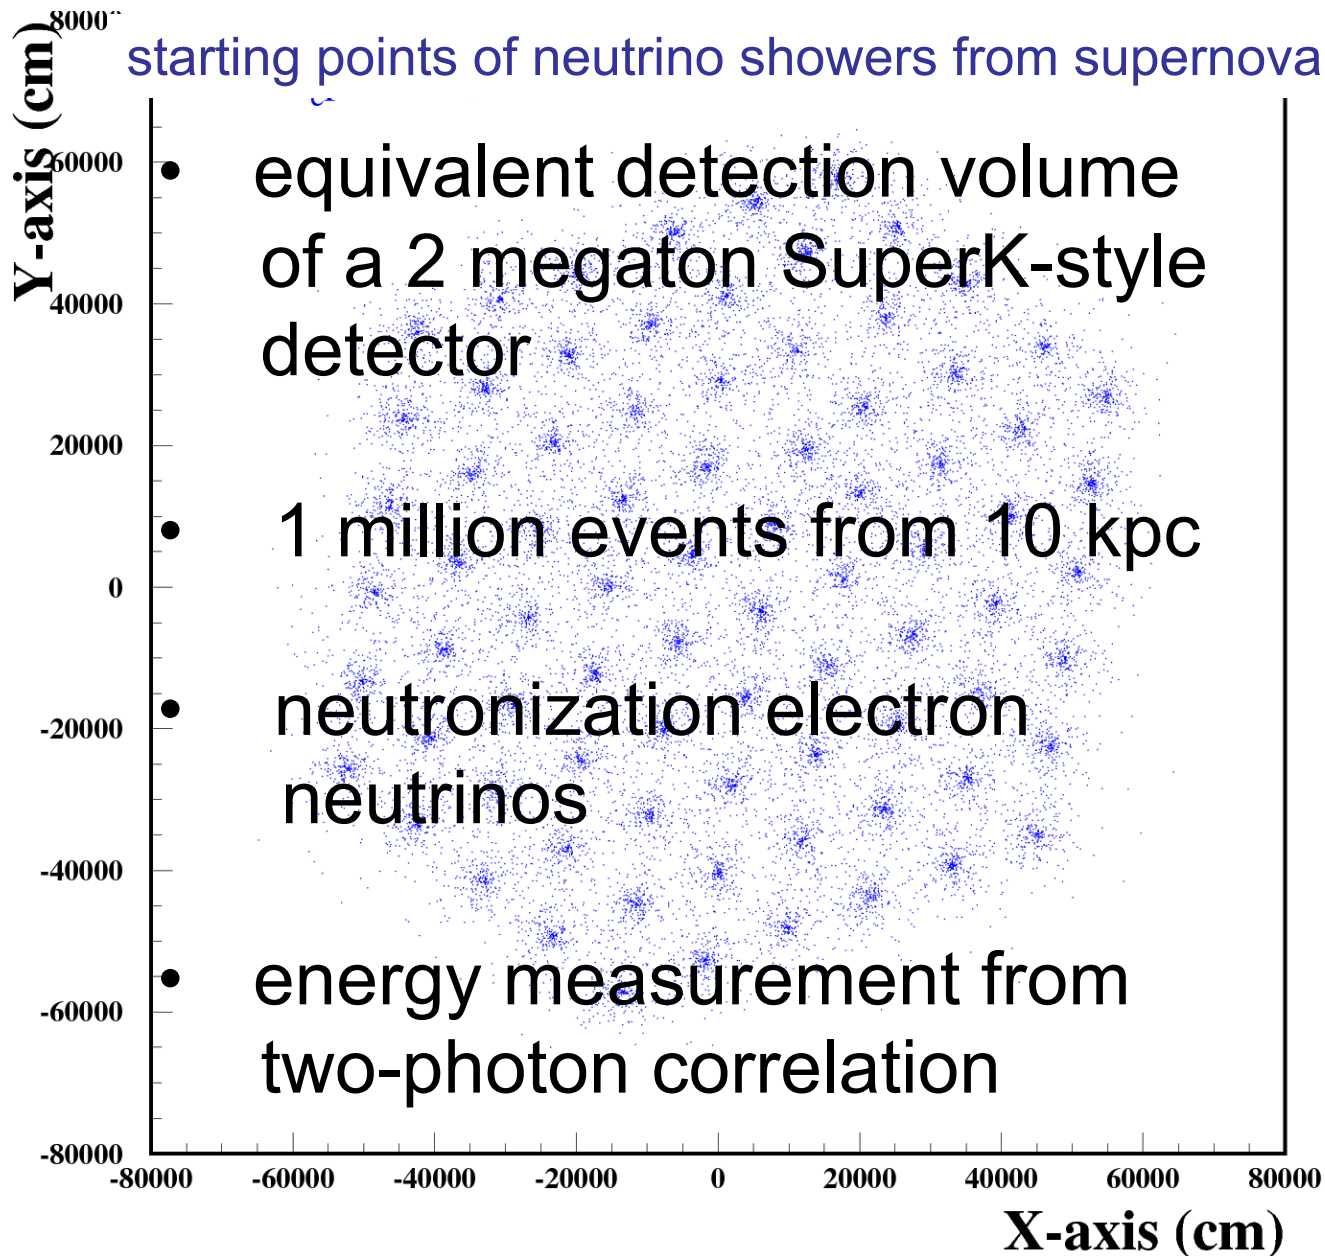 starting points of neutrino showers from supernova
Y-axis (cm)
60000
40000
20000
0
-20000
-40000
-60000
-80000
• equivalent detection volume
of a 2 megaton SuperK-style
detector
• 1 million events from 10 kpc
• neutronization electron
neutrinos
• energy measurement from
two-photon correlation
-80000 -60000 -40000 -20000 0 20000 40000 60000 80000
X-axis (cm)